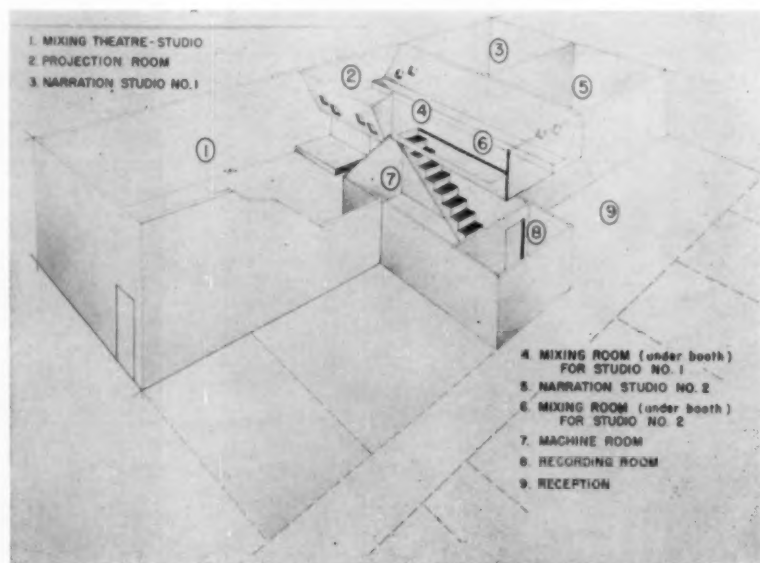 1. MIXING THEATRE-STUDIO
2. PROJECTION ROOM
3. NARRATION STUDIO NO. 1
3
2
5
4
6
1
7
9
8
4. MIXING ROOM (under booth)
FOR STUDIO NO. 1
5. NARRATION STUDIO NO. 2
6. MIXING ROOM (under booth)
FOR STUDIO NO. 2
7. MACHINE ROOM
8. RECORDING ROOM
9. RECEPTION